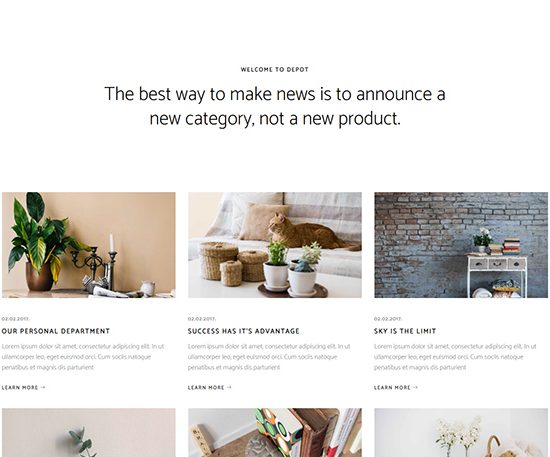 WELCOME TO DEPOT
The best way to make news is to announce a
new category, not a new product.
02.02.2017.
02.02.2017.
02.02.2017.
OUR PERSONAL DEPARTMENT
SUCCESS HAS IT'S ADVANTAGE
SKY IS THE LIMIT
Lorem ipsum dolor sit amet, consectetur adipiscing elit. In ut
ullamcorper leo, eget euismod orci. Cum sociis natoque
penatibus et magnis dis parturient
Lorem ipsum dolor sit amet, consectetur adipiscing elit. In ut
ullamcorper leo, eget euismod orci. Cum sociis natoque
penatibus et magnis dis parturient
Lorem ipsum dolor sit amet, consectetur adipiscing elit. In ut
ullamcorper leo, eget euismod orci. Cum sociis natoque
penatibus et magnis dis parturient
LEARN MORE →
LEARN MORE →
LEARN MORE →